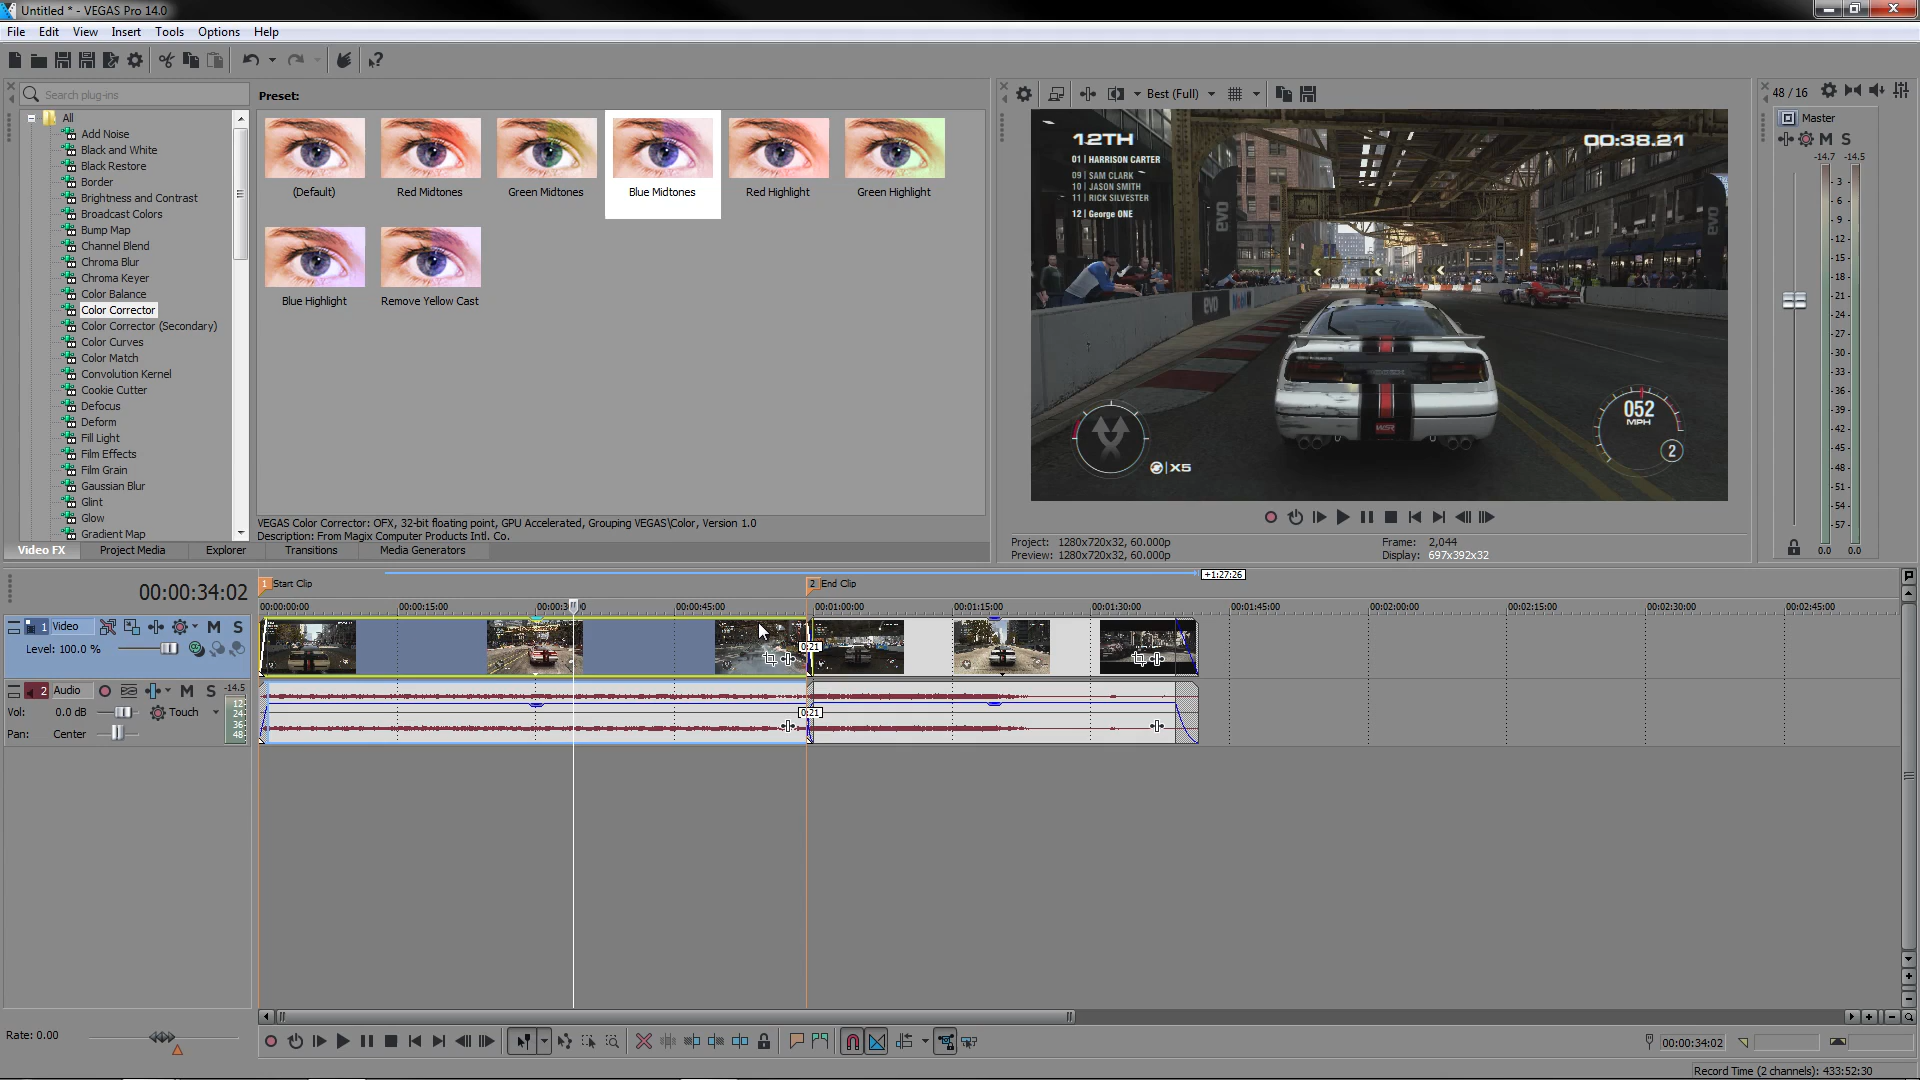 Untitled * - VEGAS Pro 14.0
File Edit View Insert Tools Options Help
Search plug-ins
All
Add Noise
Black and White
Black Restore
Border
Brightness and Contrast
Broadcast Colors
Bump Map
Channel Blend
Chroma Blur
Chroma Keyer
Color Balance
Color Corrector
Color Corrector (Secondary)
Color Curves
Color Match
Convolution Kernel
Cookie Cutter
Defocus
Deform
Fill Light
Film Effects
Film Grain
Gaussian Blur
Glint
Glow
Gradient Map
Preset:
(Default) Red Midtones Green Midtones Blue Midtones Red Highlight Green Highlight
Blue Highlight Remove Yellow Cast
VEGAS Color Corrector: OFX, 32-bit floating point, GPU Accelerated, Grouping VEGAS\Color, Version 1.0
Description: From Magix Computer Products Intl. Co.
Video FX Project Media Explorer Transitions Media Generators
Best (Full)
12TH
01 | HARRISON CARTER
09 | SAM CLARK
10 | JASON SMITH
11 | RICK SILVESTER
12 | George ONE
00:38.21
evo
evo
evo
052
MPH
2
X5
Project: 1280x720x32, 60.000p
Preview: 1280x720x32, 60.000p
Frame: 2,044
Display: 697x392x32
48 / 16
Master
M S
-14.7 -14.5
3
6
9
12
15
18
21
24
27
30
33
36
39
42
45
48
51
54
57
0.0 0.0
00:00:34:02
+1:27:26
1 Start Clip
2 End Clip
00:00:00:00 00:00:15:00 00:00:3 0 00:00:45:00 00:01:00:00 00:01:15:00 00:01:30:00 00:01:45:00 00:02:00:00 00:02:15:00 00:02:30:00 00:02:45:00
1 Video M S
Level: 100.0 %
0:21
2 Audio M S -14.5
Vol: 0.0 dB Touch
Pan: Center
12
24
36
48
0:21
Rate: 0.00
00:00:34:02
Record Time (2 channels): 433:52:30